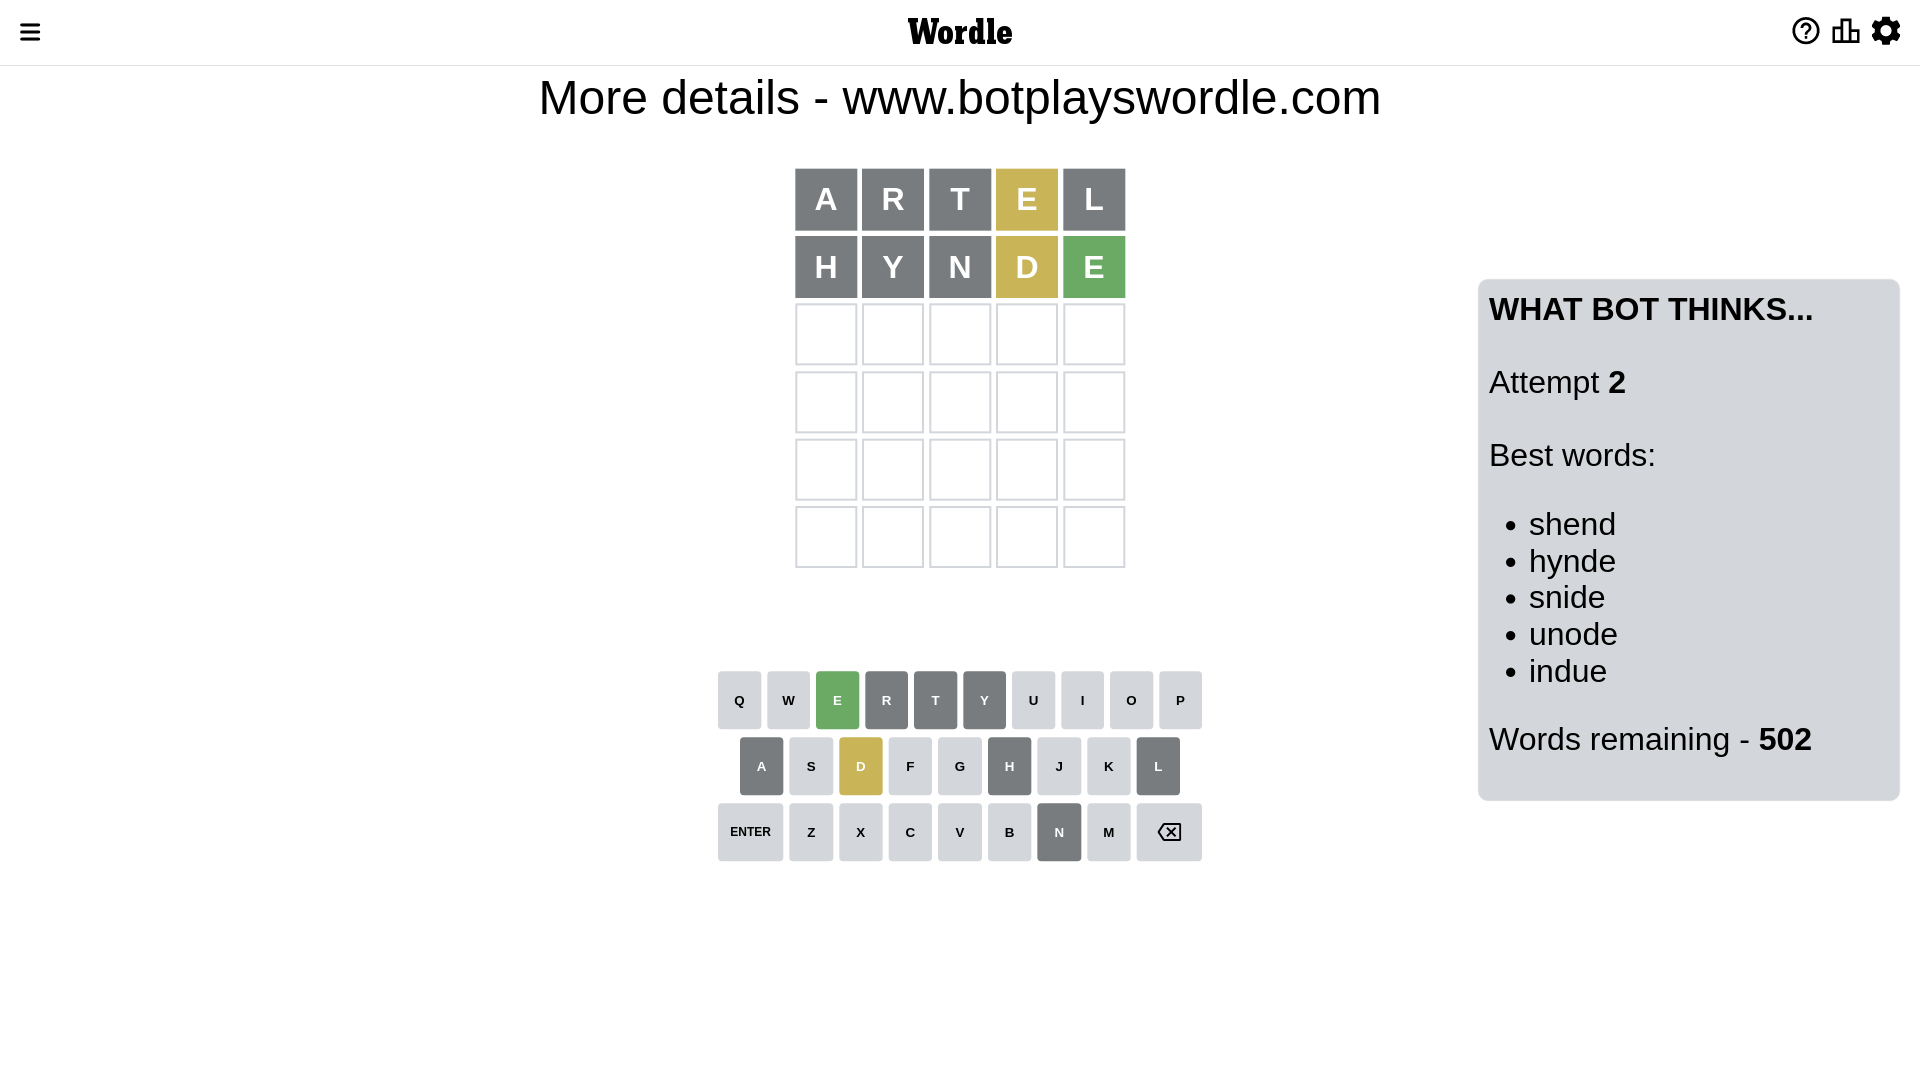 Wordle
More details - www.botplayswordle.com
A R T E L
H Y N D E
WHAT BOT THINKS...
Attempt 2
Best words:
• shend
• hynde
• snide
• unode
• indue
Words remaining - 502
Q W E R T Y U I O P
A S D F G H J K L
ENTER Z X C V B N M